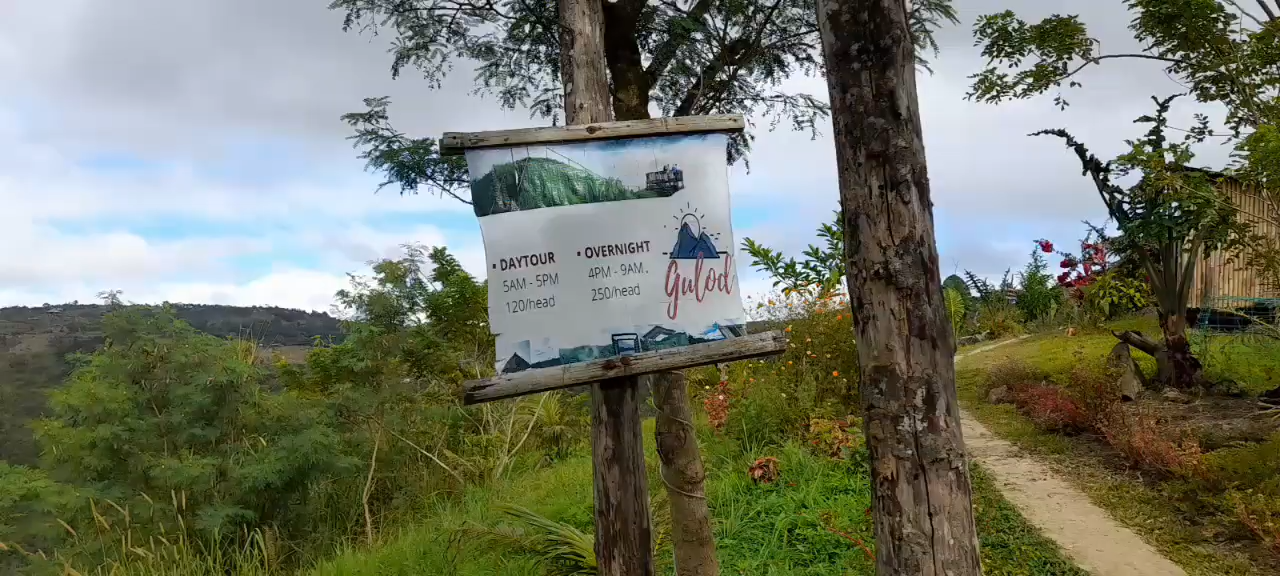 ▪ DAYTOUR
5AM - 5PM
120/head
▪ OVERNIGHT
4PM - 9AM.
250/head
Gulod